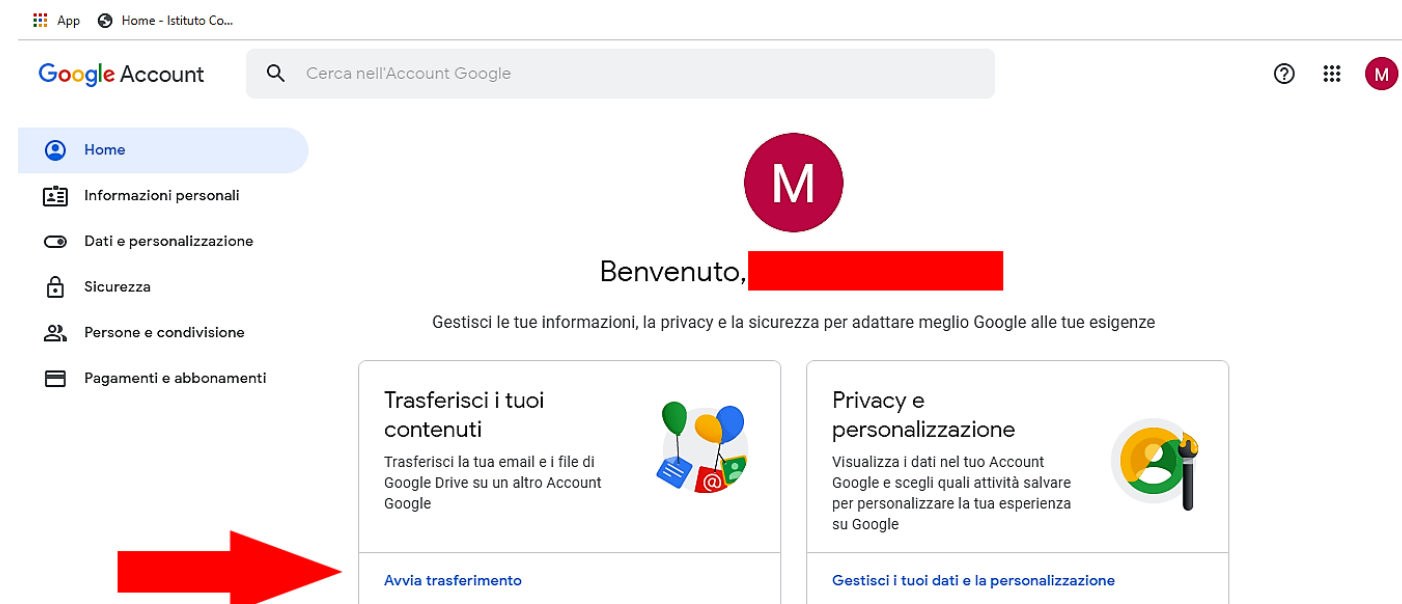 App Home - Istituto Co...
Google Account
Cerca nell'Account Google
M
Home
Informazioni personali
Dati e personalizzazione
Sicurezza
Persone e condivisione
Pagamenti e abbonamenti
M
Benvenuto,
Gestisci le tue informazioni, la privacy e la sicurezza per adattare meglio Google alle tue esigenze
Trasferisci i tuoi
contenuti
Trasferisci la tua email e i file di
Google Drive su un altro Account
Google
@
Avvia trasferimento
Privacy e
personalizzazione
Visualizza i dati nel tuo Account
Google e scegli quali attività salvare
per personalizzare la tua esperienza
su Google
Gestisci i tuoi dati e la personalizzazione